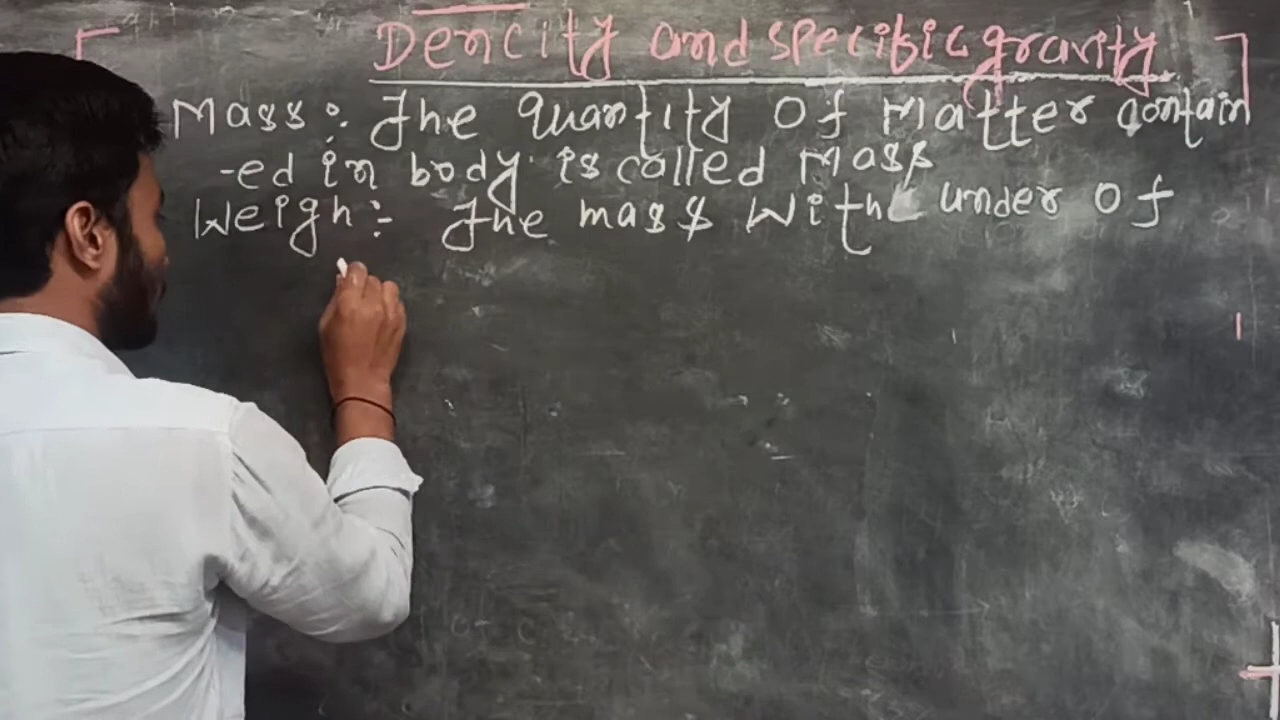 Dencity and specific gravity
Mass: The quantity of Matter contain
-ed in body is called Mass
Weigh:- The mass with under of